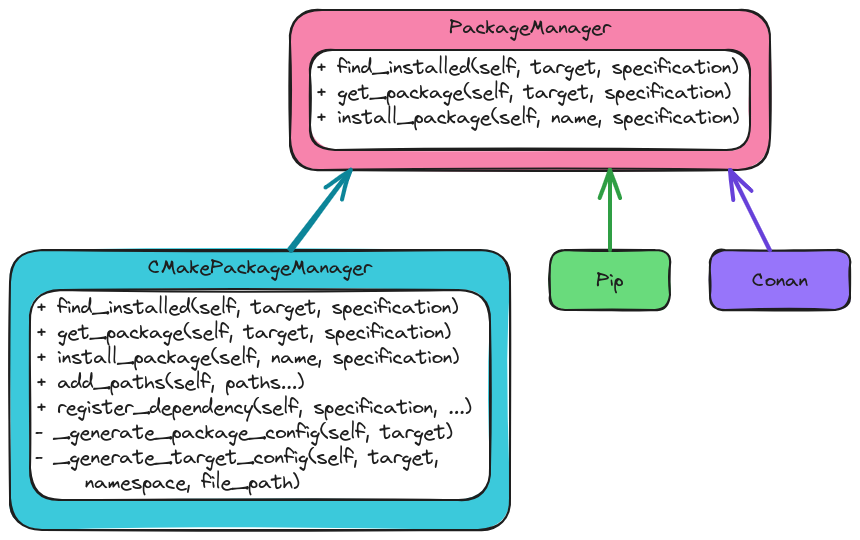 PackageManager
+ find_installed(self, target, specification)
+ get_package(self, target, specification)
+ install_package(self, name, specification)
CMakePackageManager
+ find_installed(self, target, specification)
+ get_package(self, target, specification)
+ install_package(self, name, specification)
+ add_paths(self, paths...)
+ register_dependency(self, specification, ...)
- _generate_package_config(self, target)
- _generate_target_config(self, target,
namespace, file_path)
Pip
Conan